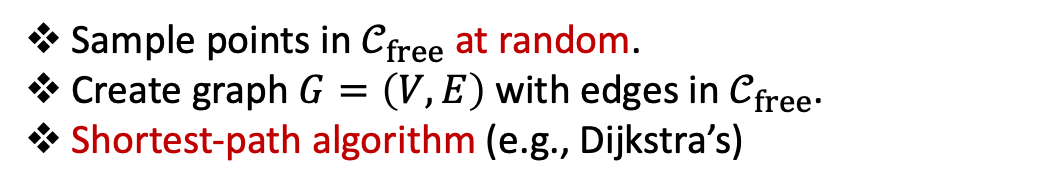 ❖ Sample points in 𝒞free at random.
❖ Create graph 𝐺 = (𝑉, 𝐸) with edges in 𝒞free.
❖ Shortest-path algorithm (e.g., Dijkstra’s)